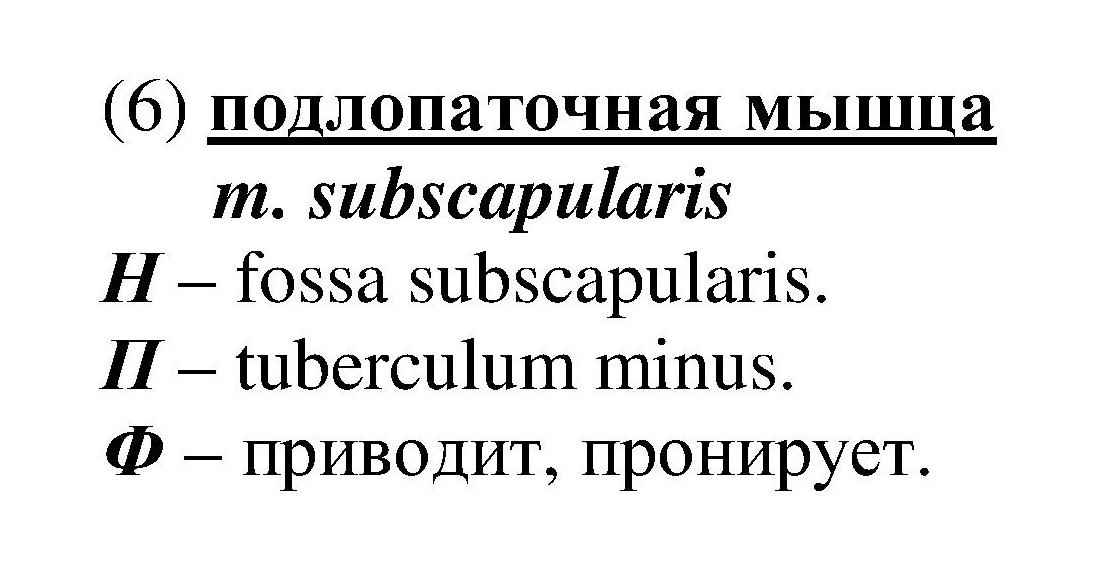 (6) подлопаточная мышца
m. subscapularis
Н – fossa subscapularis.
П – tuberculum minus.
Ф – приводит, пронирует.